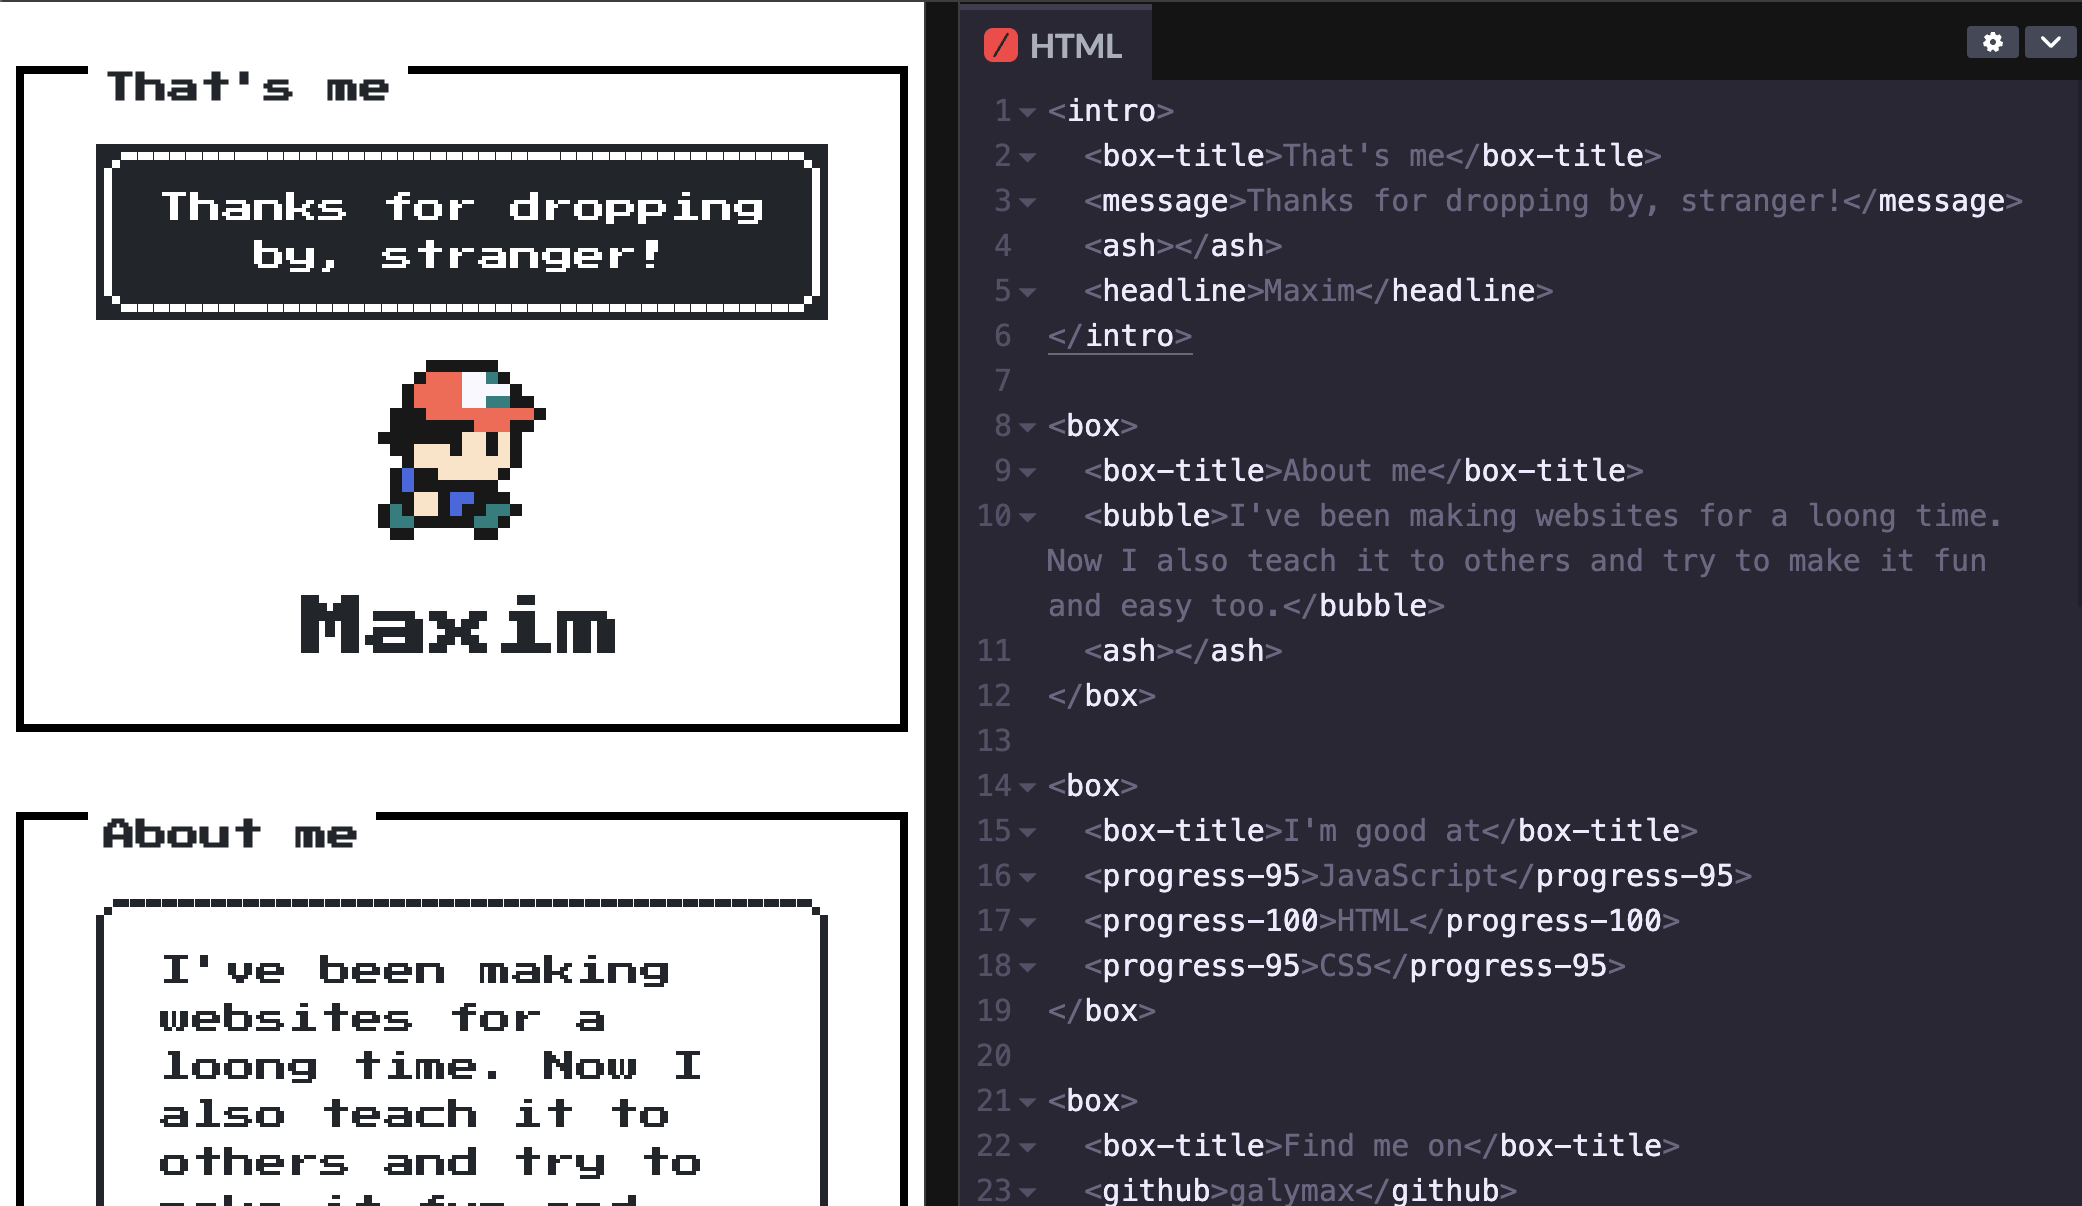 That's me
Thanks for dropping
by, stranger!
Maxim
About me
I've been making
websites for a
loong time. Now I
also teach it to
others and try to
make it fun and
HTML
1 <intro>
2 <box-title>That's me</box-title>
3 <message>Thanks for dropping by, stranger!</message>
4 <ash></ash>
5 <headline>Maxim</headline>
6 </intro>
7
8 <box>
9 <box-title>About me</box-title>
10 <bubble>I've been making websites for a loong time.
Now I also teach it to others and try to make it fun
and easy too.</bubble>
11 <ash></ash>
12 </box>
13
14 <box>
15 <box-title>I'm good at</box-title>
16 <progress-95>JavaScript</progress-95>
17 <progress-100>HTML</progress-100>
18 <progress-95>CSS</progress-95>
19 </box>
20
21 <box>
22 <box-title>Find me on</box-title>
23 <github>galymax</github>